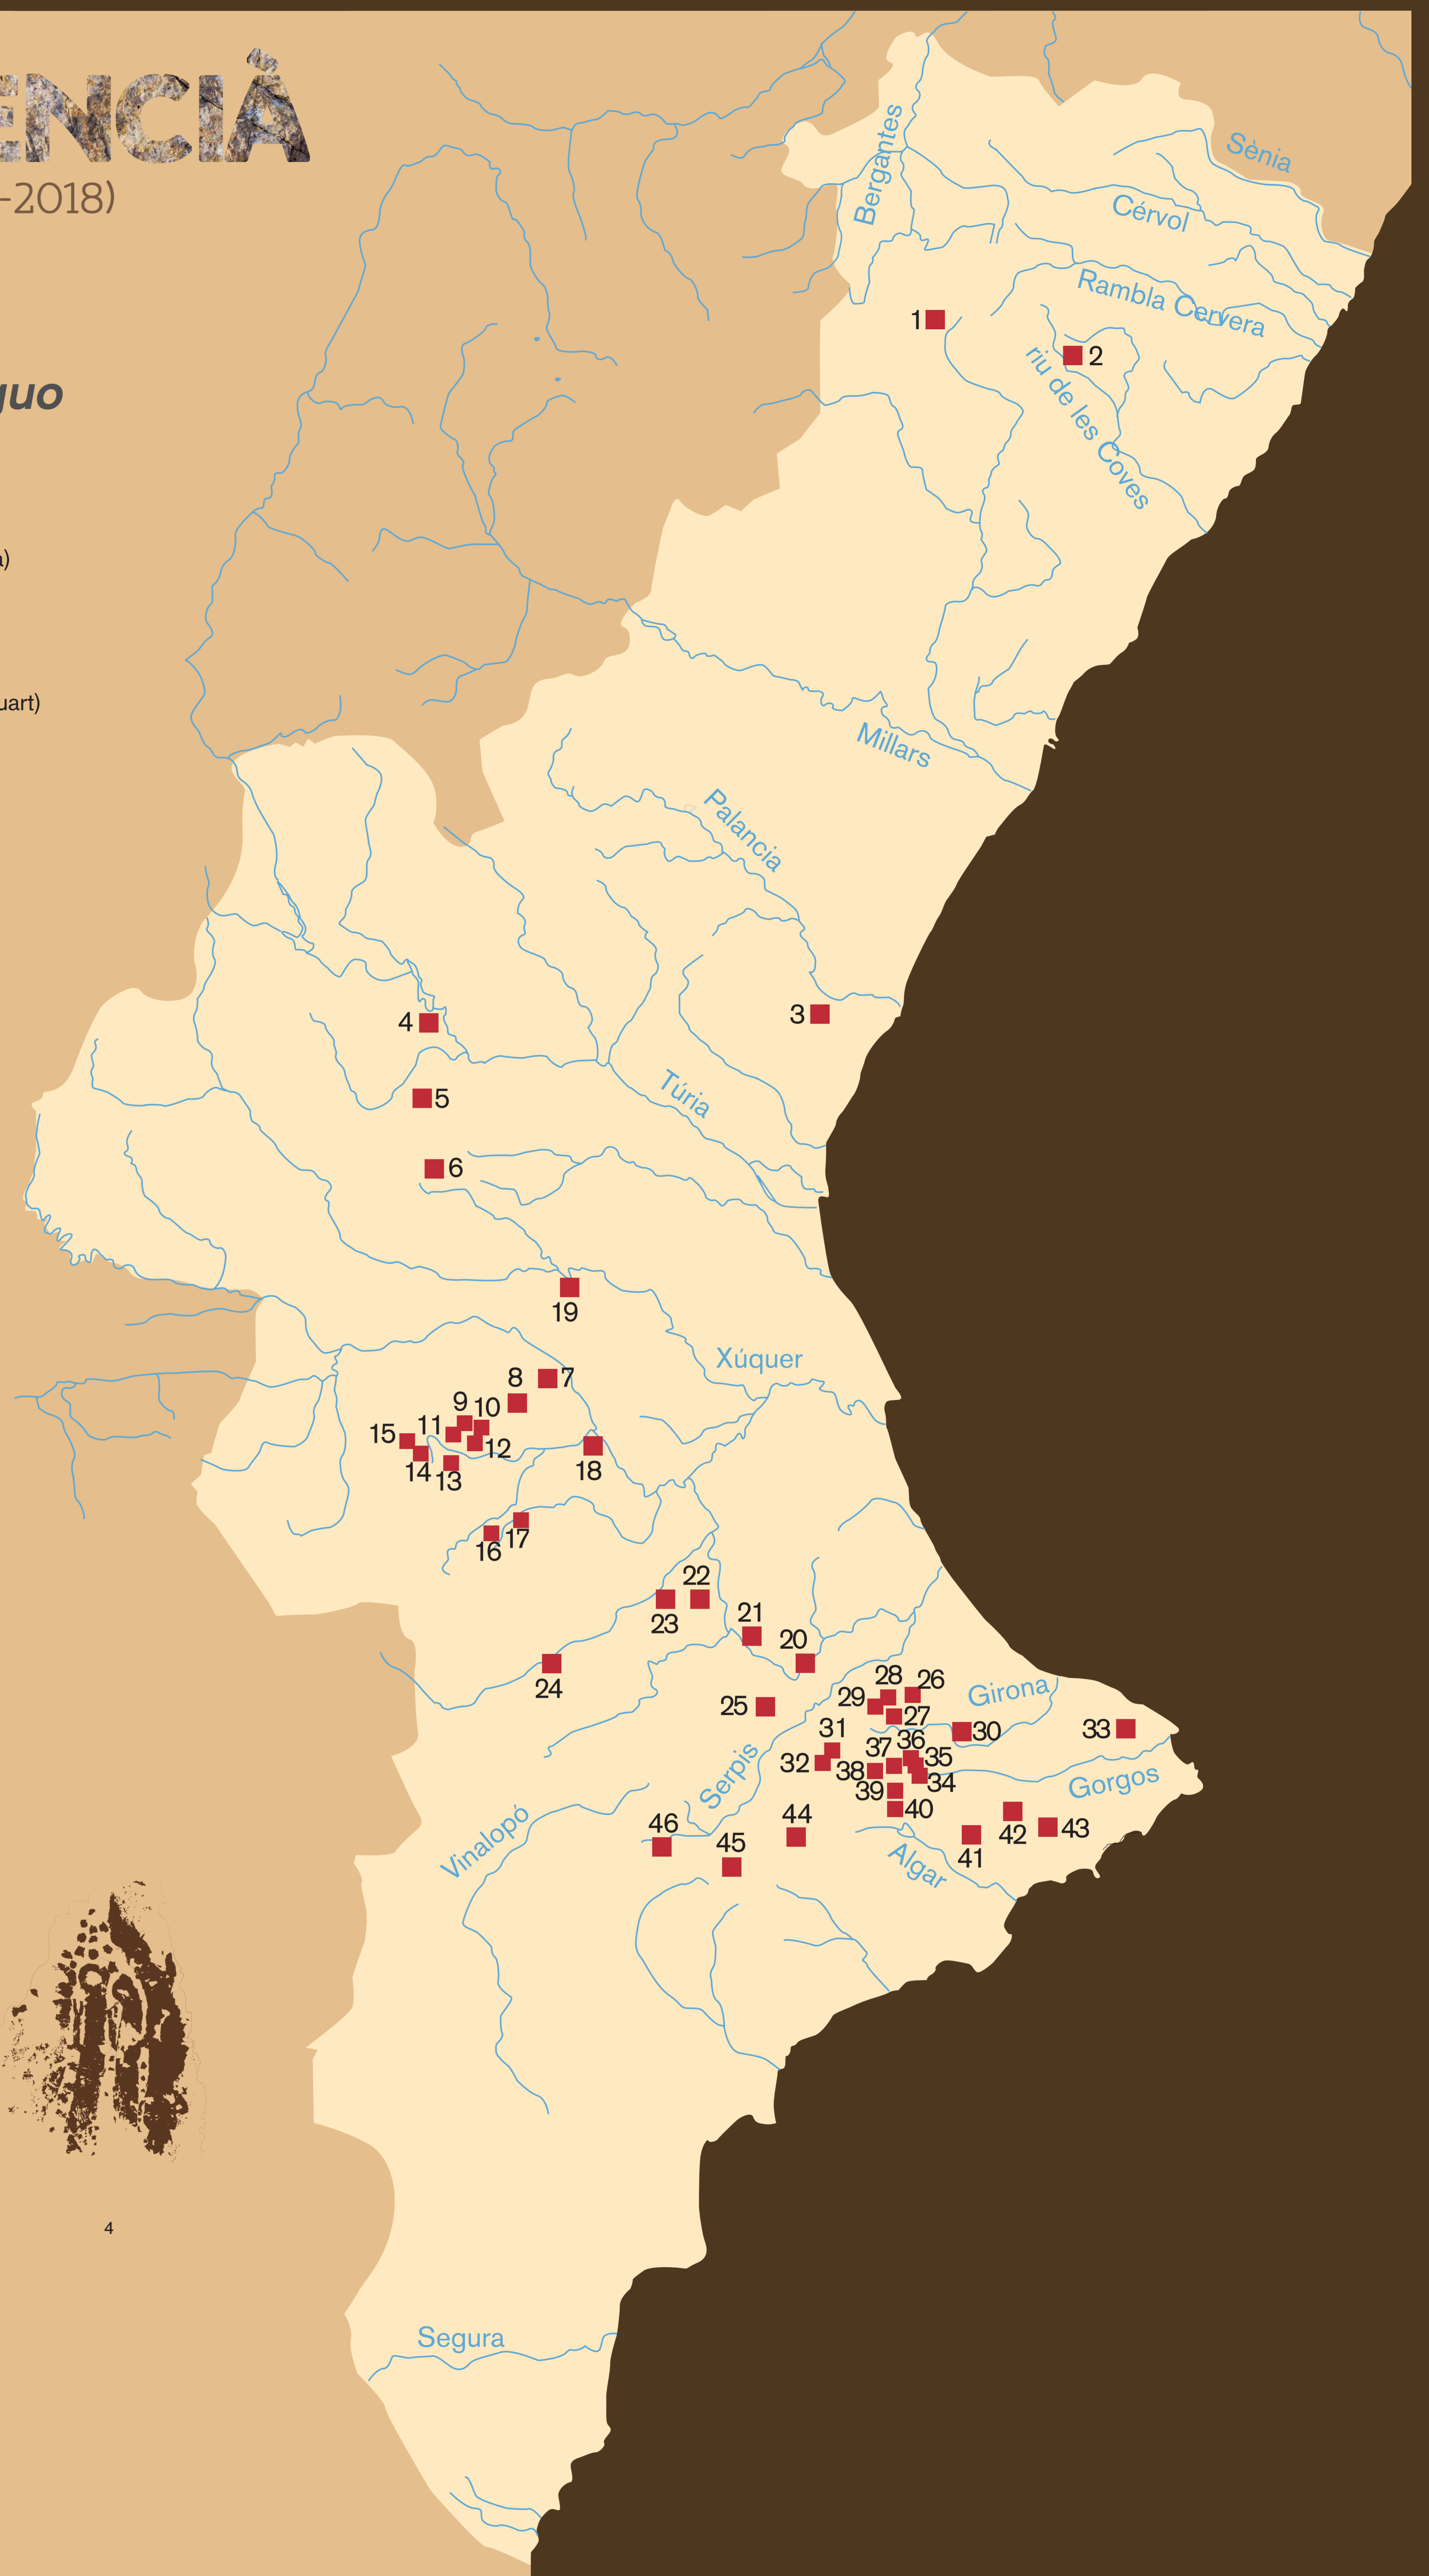 ENCIÀ
-2018)
guo
a)
uart)
Bergantes
Sènia
Cérvol
Rambla Cervera
1
2
riu de les Coves
Millars
Palancia
3
4
Túria
5
6
19
Xúquer
8
7
9
10
11
15
12
14
13
18
17
16
22
23
21
20
24
28
26
29
25
27
Girona
30
33
31
36
37
35
32
38
34
Serpis
39
Gorgos
40
44
42
43
46
45
41
Vinalopó
Algar
4
Segura